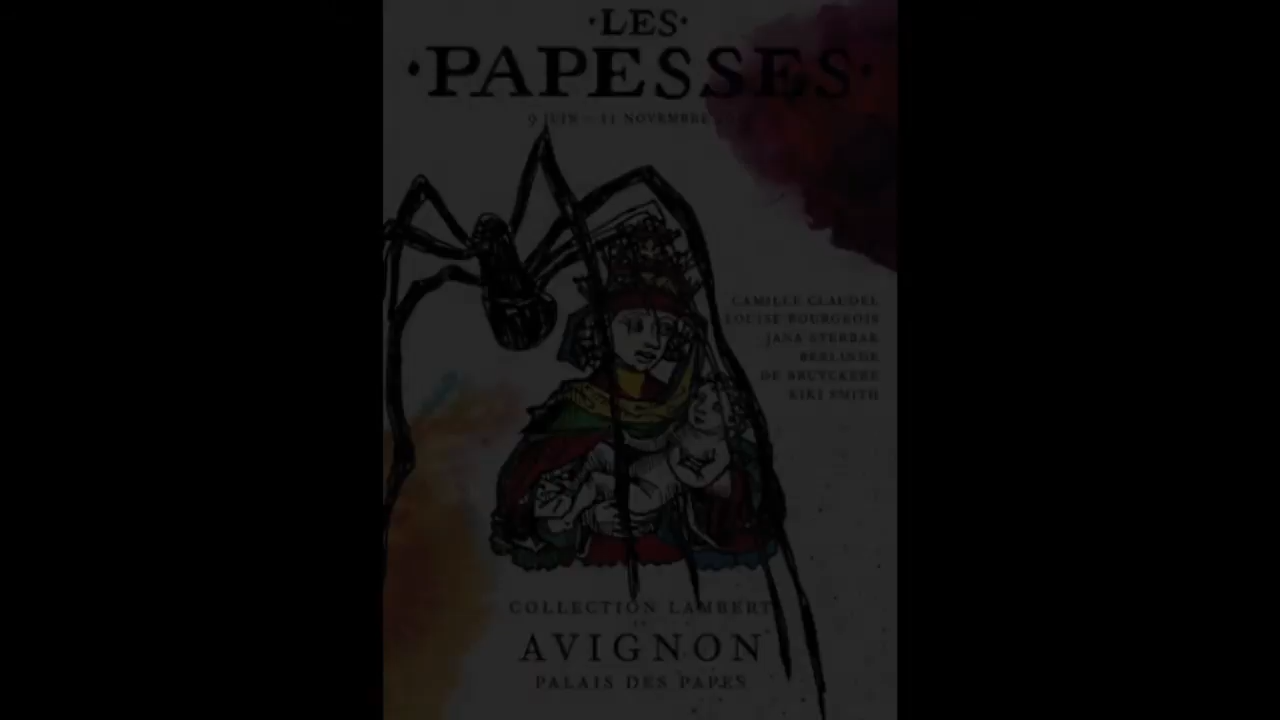 ·LES·
·PAPESSES·
9 JUIN – 11 NOVEMBRE
CAMILLE CLAUDEL
LOUISE BOURGEOIS
JANA STERBAK
BERLINDE
DE BRUYCKERE
KIKI SMITH
COLLECTION LAMBERT
AVIGNON
PALAIS DES PAPES